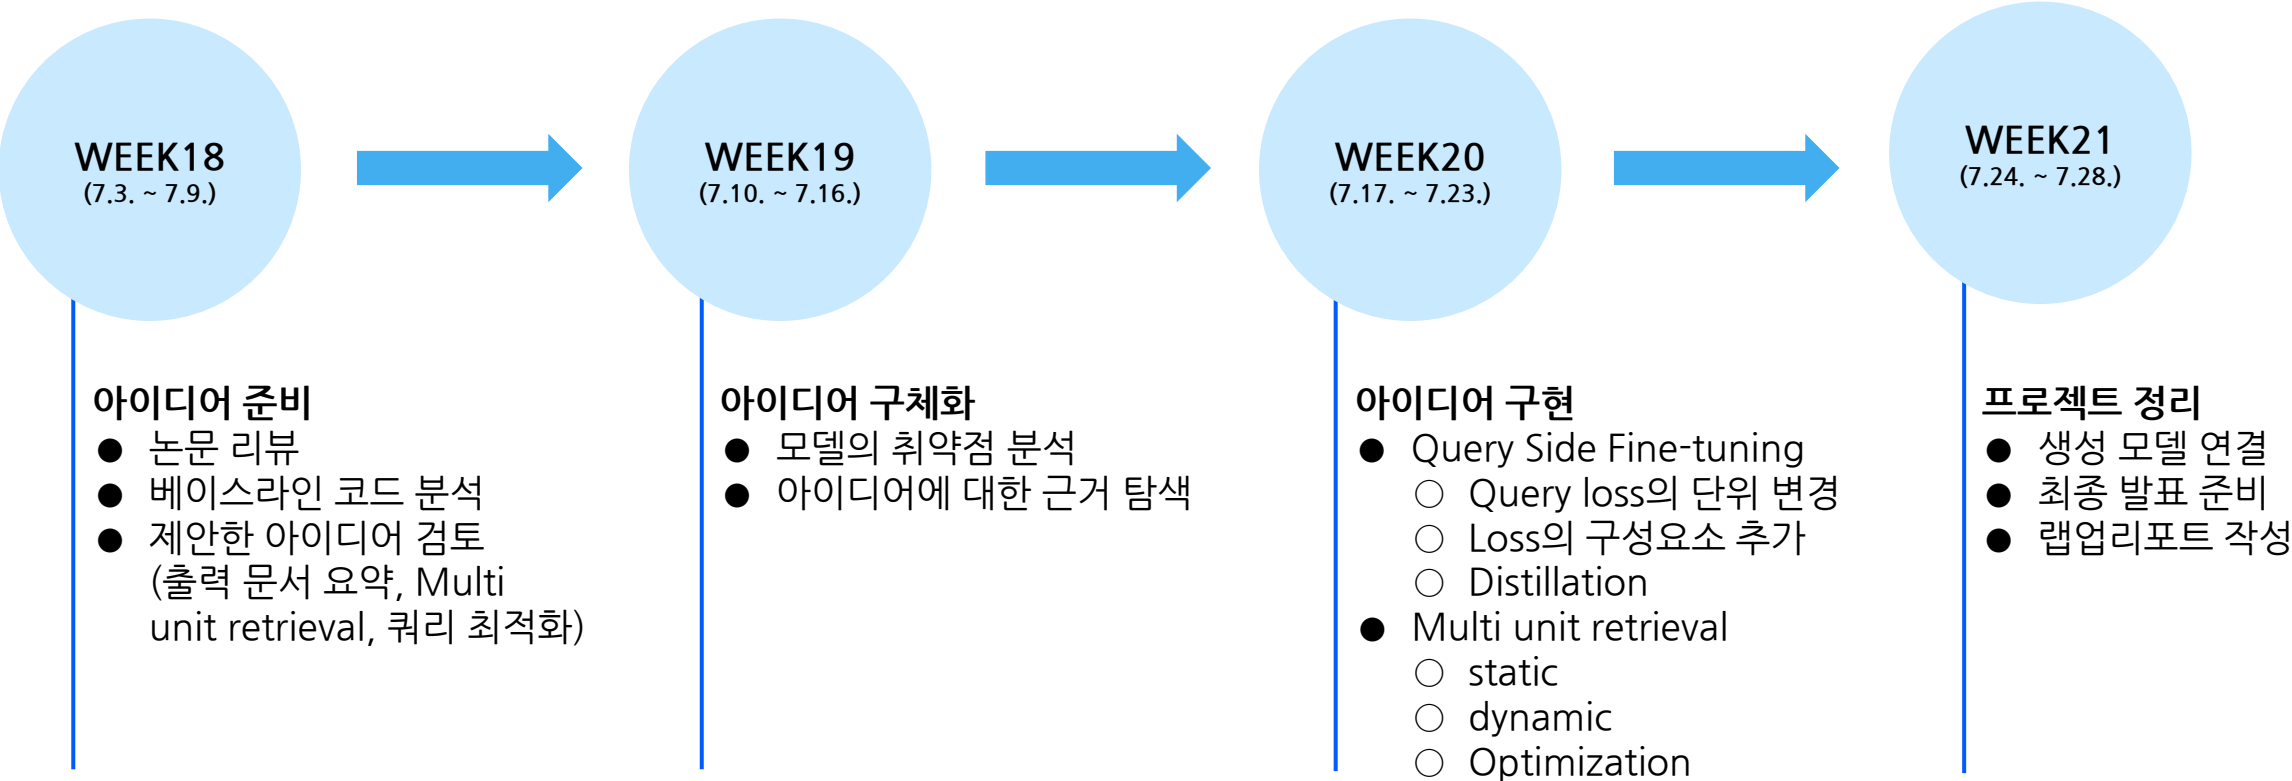 WEEK18
(7.3. ~ 7.9.)
아이디어 준비
● 논문 리뷰
● 베이스라인 코드 분석
● 제안한 아이디어 검토
(출력 문서 요약, Multi
unit retrieval, 쿼리 최적화)
WEEK19
(7.10. ~ 7.16.)
아이디어 구체화
● 모델의 취약점 분석
● 아이디어에 대한 근거 탐색
WEEK20
(7.17. ~ 7.23.)
아이디어 구현
● Query Side Fine-tuning
○ Query loss의 단위 변경
○ Loss의 구성요소 추가
○ Distillation
● Multi unit retrieval
○ static
○ dynamic
○ Optimization
WEEK21
(7.24. ~ 7.28.)
프로젝트 정리
● 생성 모델 연결
● 최종 발표 준비
● 랩업리포트 작성